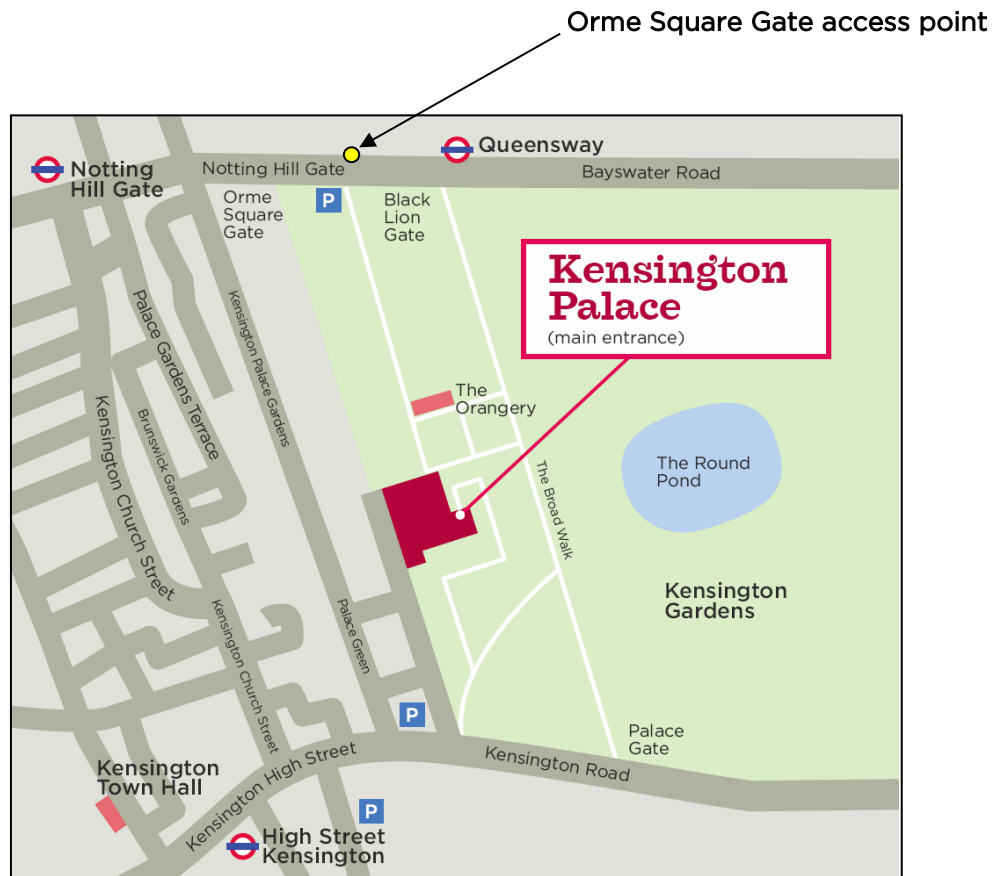 Orme Square Gate access point
Queensway
Notting
Hill Gate
Notting Hill Gate
Bayswater Road
P
Orme
Square
Gate
Black
Lion
Gate
Kensington
Palace
(main entrance)
Palace Gardens Terrace
Kensington Palace Gardens
The
Orangery
Kensington Church Street
Brunswick Gardens
The Broad Walk
The Round
Pond
Kensington
Gardens
Kensington Church Street
Palace Green
P
Palace
Gate
Kensington High Street
Kensington Road
Kensington
Town Hall
P
High Street
Kensington